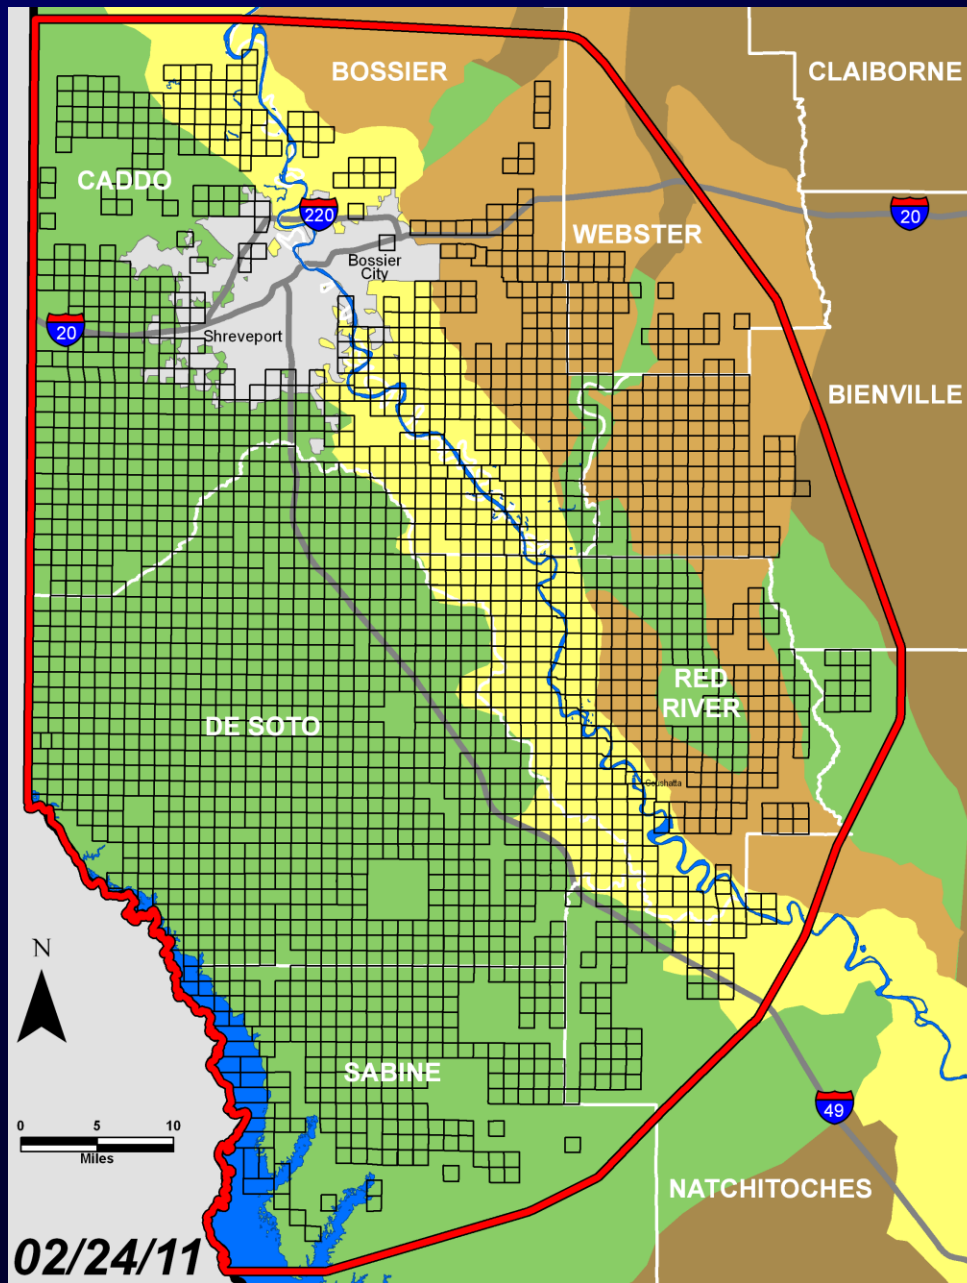 BOSSIER
CLAIBORNE
CADDO
220
20
WEBSTER
Bossier
City
20
Shreveport
BIENVILLE
RED
RIVER
DE SOTO
Coushatta
N
SABINE
0 5 10
Miles
49
NATCHITOCHES
02/24/11